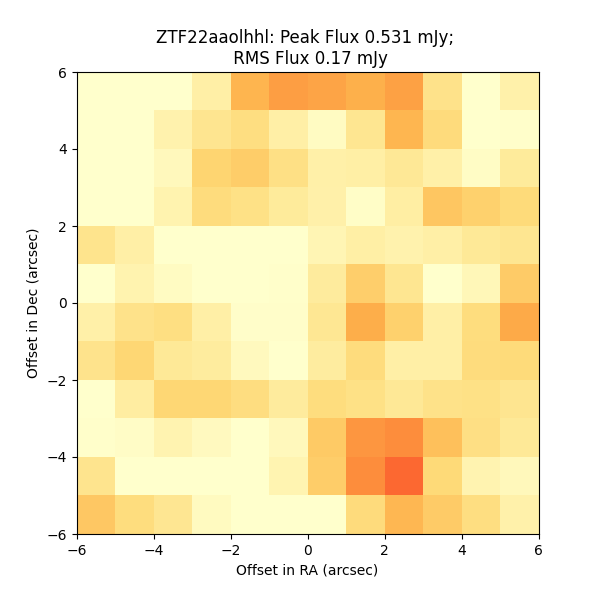 ZTF22aaolhhl: Peak Flux 0.531 mJy;
RMS Flux 0.17 mJy
6
4
2
0
−2
−4
−6
Offset in Dec (arcsec)
−6 −4 −2 0 2 4 6
Offset in RA (arcsec)